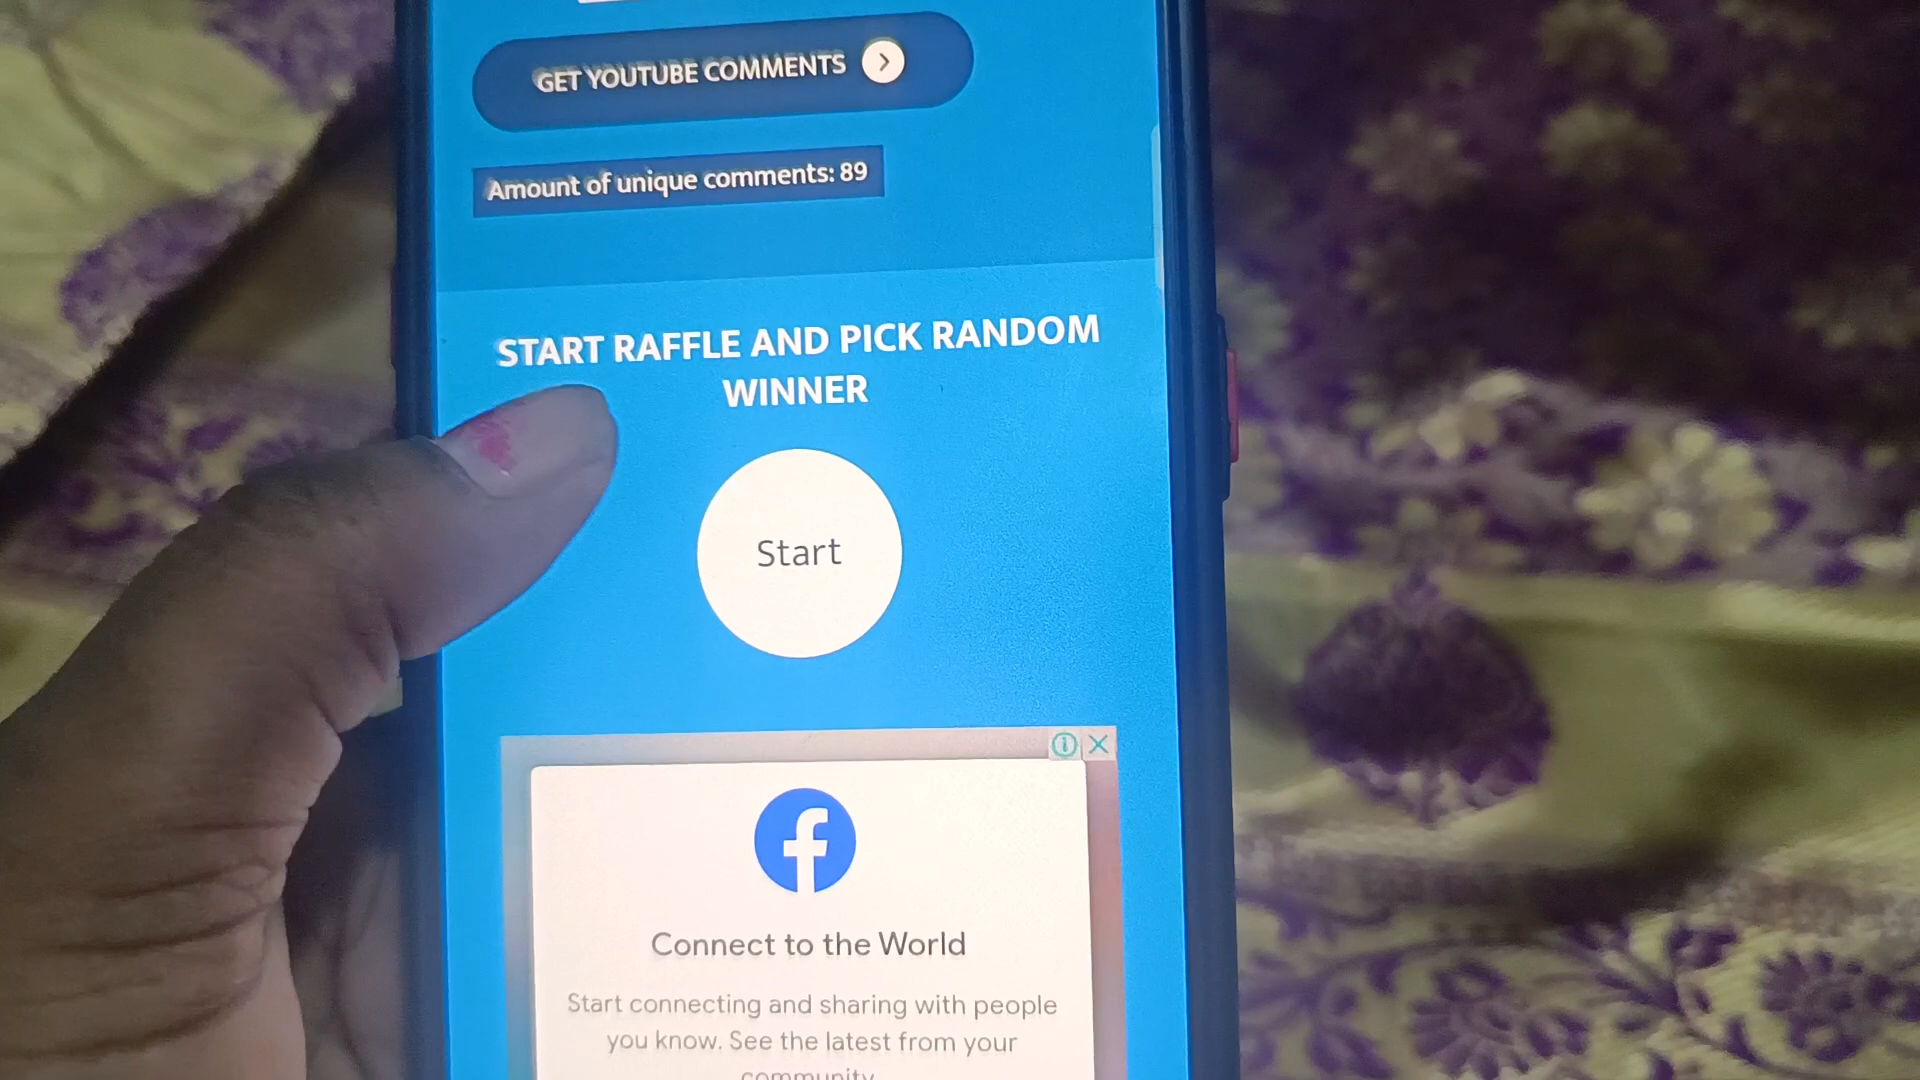 GET YOUTUBE COMMENTS
Amount of unique comments: 89
START RAFFLE AND PICK RANDOM
WINNER
Start
Connect to the World
Start connecting and sharing with people
you know. See the latest from your
community.